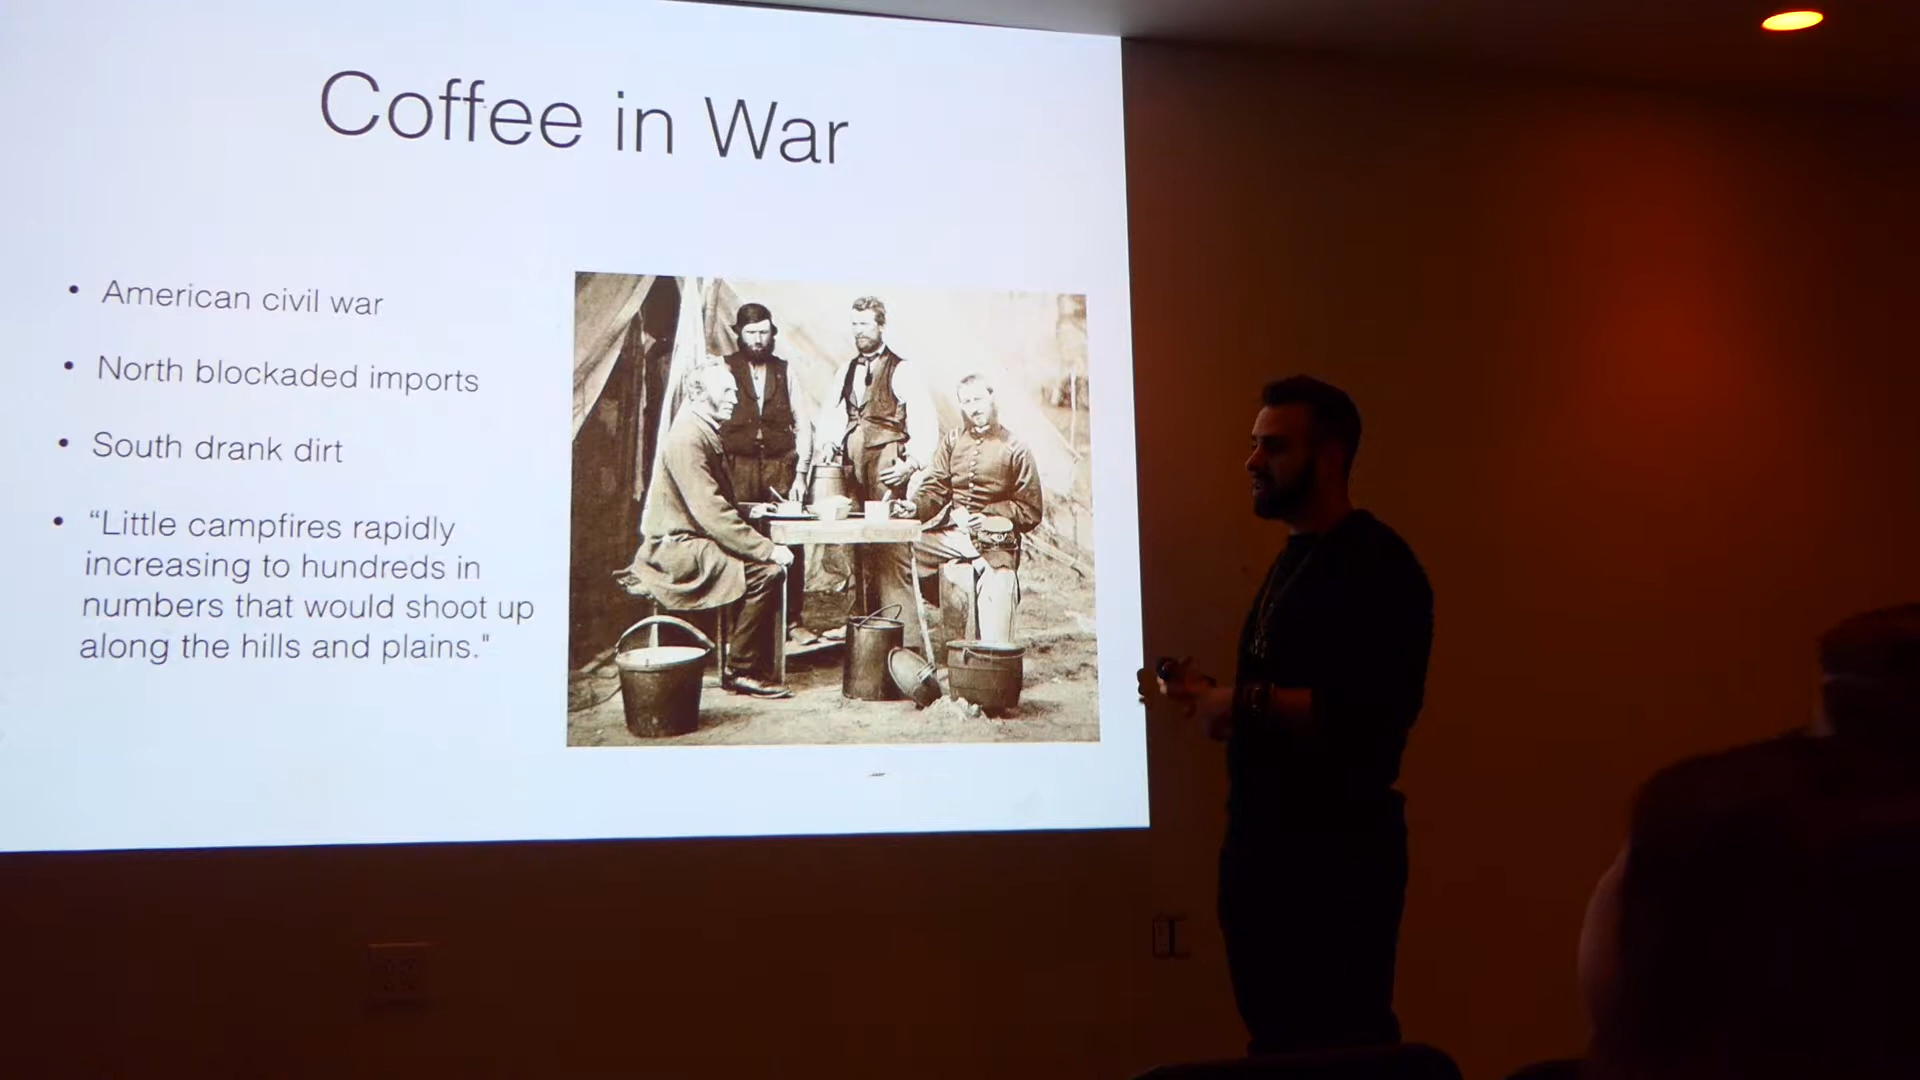 Coffee in War
• American civil war
• North blockaded imports
• South drank dirt
• “Little campfires rapidly
increasing to hundreds in
numbers that would shoot up
along the hills and plains."